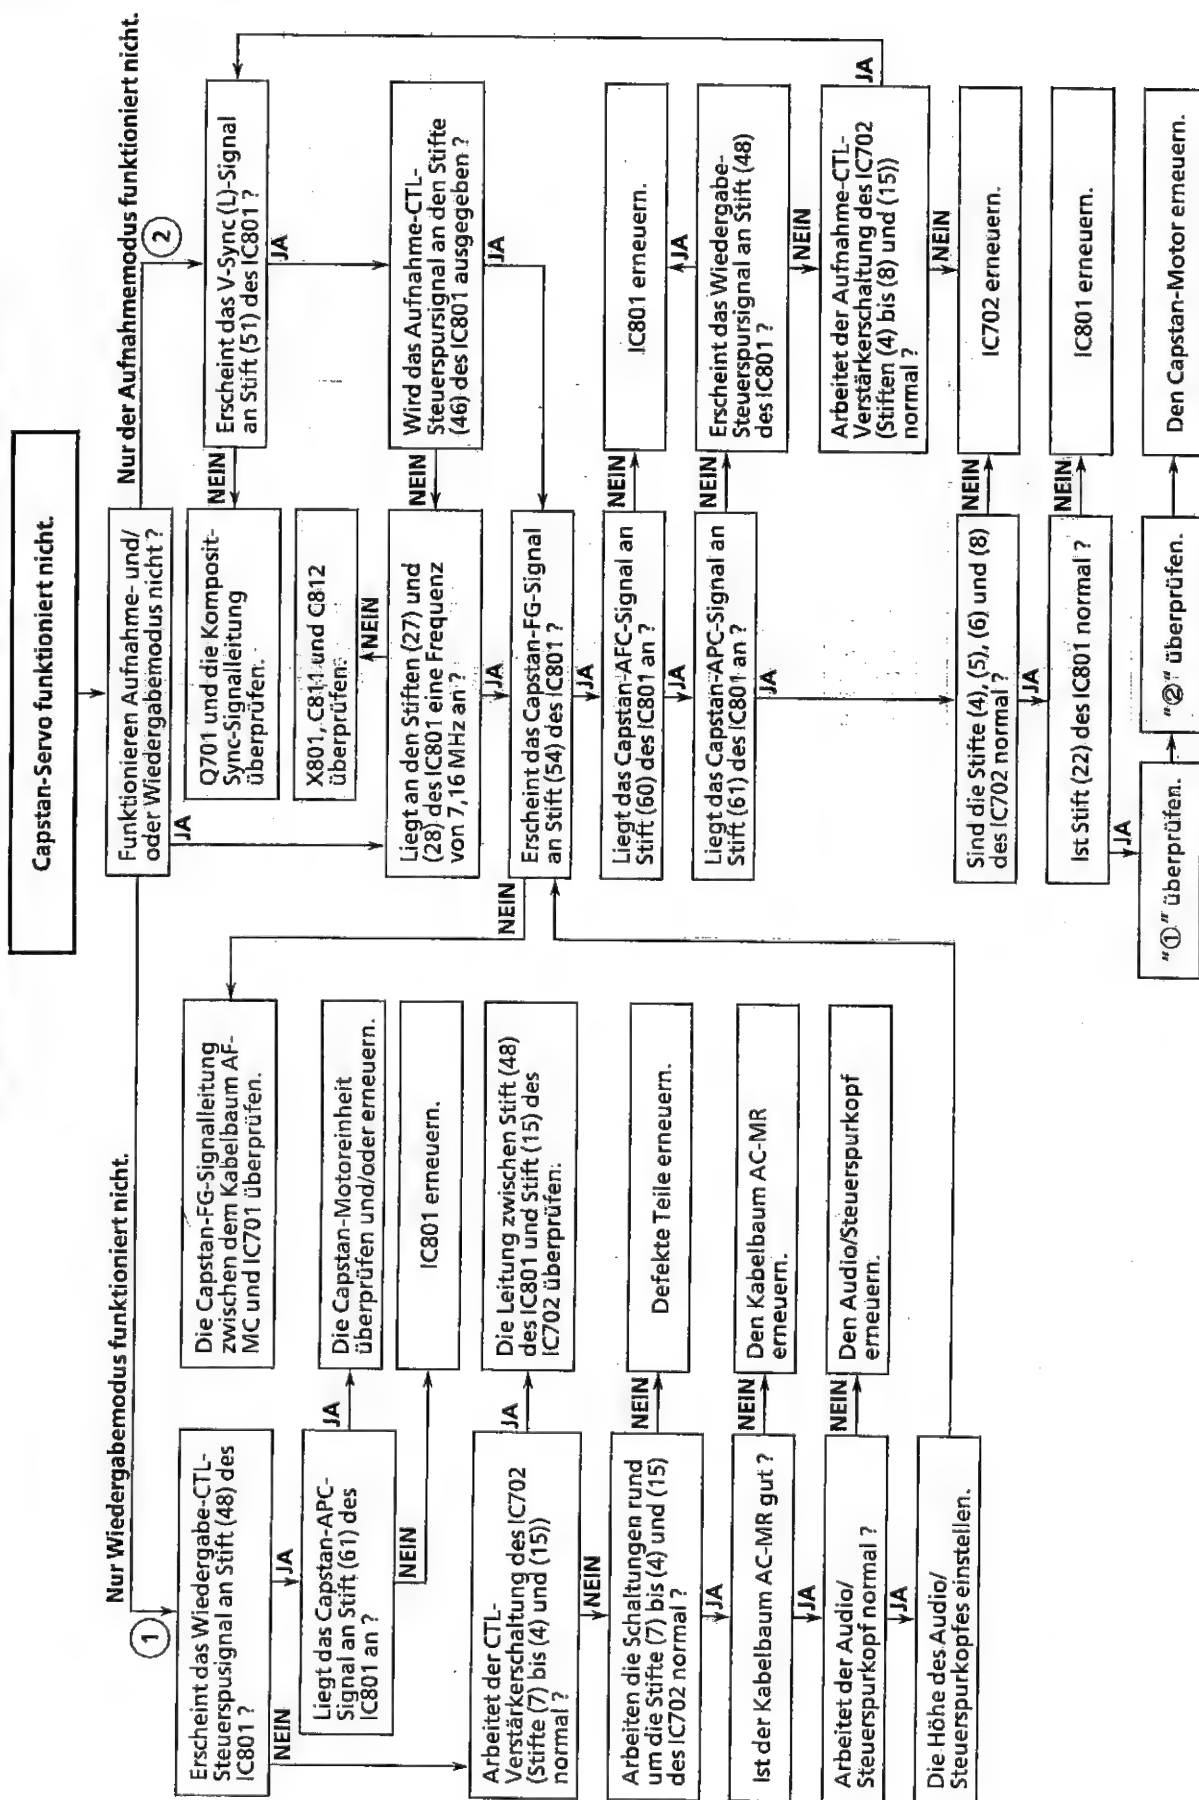 Capstan-Servo funktioniert nicht.
Funktionieren Aufnahme- und/
oder Wiedergabemodus nicht ?
Nur Wiedergabemodus funktioniert nicht.
1
Erscheint das Wiedergabe-CTL-
Steuerspusignal an Stift (48) des
IC801 ?
JA
NEIN
Liegt das Capstan-APC-
Signal an Stift (61) des
IC801 an ?
JA
NEIN
Die Capstan-Motoreinheit
überprüfen und/oder erneuern.
IC801 erneuern.
Arbeitet der CTL-
Verstärkerschaltung des IC702
(Stifte (7) bis (4) und (15))
normal ?
JA
NEIN
Die Leitung zwischen Stift (48)
des IC801 und Stift (15) des
IC702 überprüfen.
Arbeiten die Schaltungen rund
um die Stifte (7) bis (4) und (15)
des IC702 normal ?
NEIN
JA
Defekte Teile erneuern.
Ist der Kabelbaum AC-MR gut ?
NEIN
JA
Den Kabelbaum AC-MR
erneuern.
Arbeitet der Audio/
Steuerspurkopf normal ?
NEIN
JA
Den Audio/Steuerspurkopf
erneuern.
Die Höhe des Audio/
Steuerspurkopfes einstellen.
Die Capstan-FG-Signalleitung
zwischen dem Kabelbaum AF-
MC und IC701 überprüfen.
NEIN
JA
Nur der Aufnahmemodus funktioniert nicht.
2
Erscheint das V-Sync (L)-Signal
an Stift (51) des IC801 ?
NEIN
JA
Q701 und die Komposit-
Sync-Signalleitung
überprüfen.
Wird das Aufnahme-CTL-
Steuerspursignal an den Stifte
(46) des IC801 ausgegeben ?
NEIN
JA
X801, C811 und C812
überprüfen.
NEIN
Liegt an den Stiften (27) und
(28) des IC801 eine Frequenz
von 7,16 MHz an ?
JA
Erscheint das Capstan-FG-Signal
an Stift (54) des IC801 ?
JA
Liegt das Capstan-AFC-Signal an
Stift (60) des IC801 an ?
NEIN
JA
IC801 erneuern.
JA
Liegt das Capstan-APC-Signal an
Stift (61) des IC801 an ?
NEIN
JA
Erscheint das Wiedergabe-
Steuerspursignal an Stift (48)
des IC801 ?
NEIN
Arbeitet der Aufnahme-CTL-
Verstärkerschaltung des IC702
(Stiften (4) bis (8) und (15))
normal ?
JA
NEIN
Sind die Stifte (4), (5), (6) und (8)
des IC702 normal ?
NEIN
JA
IC702 erneuern.
Ist Stift (22) des IC801 normal ?
NEIN
JA
IC801 erneuern.
"①" überprüfen.
"②" überprüfen.
Den Capstan-Motor erneuern.